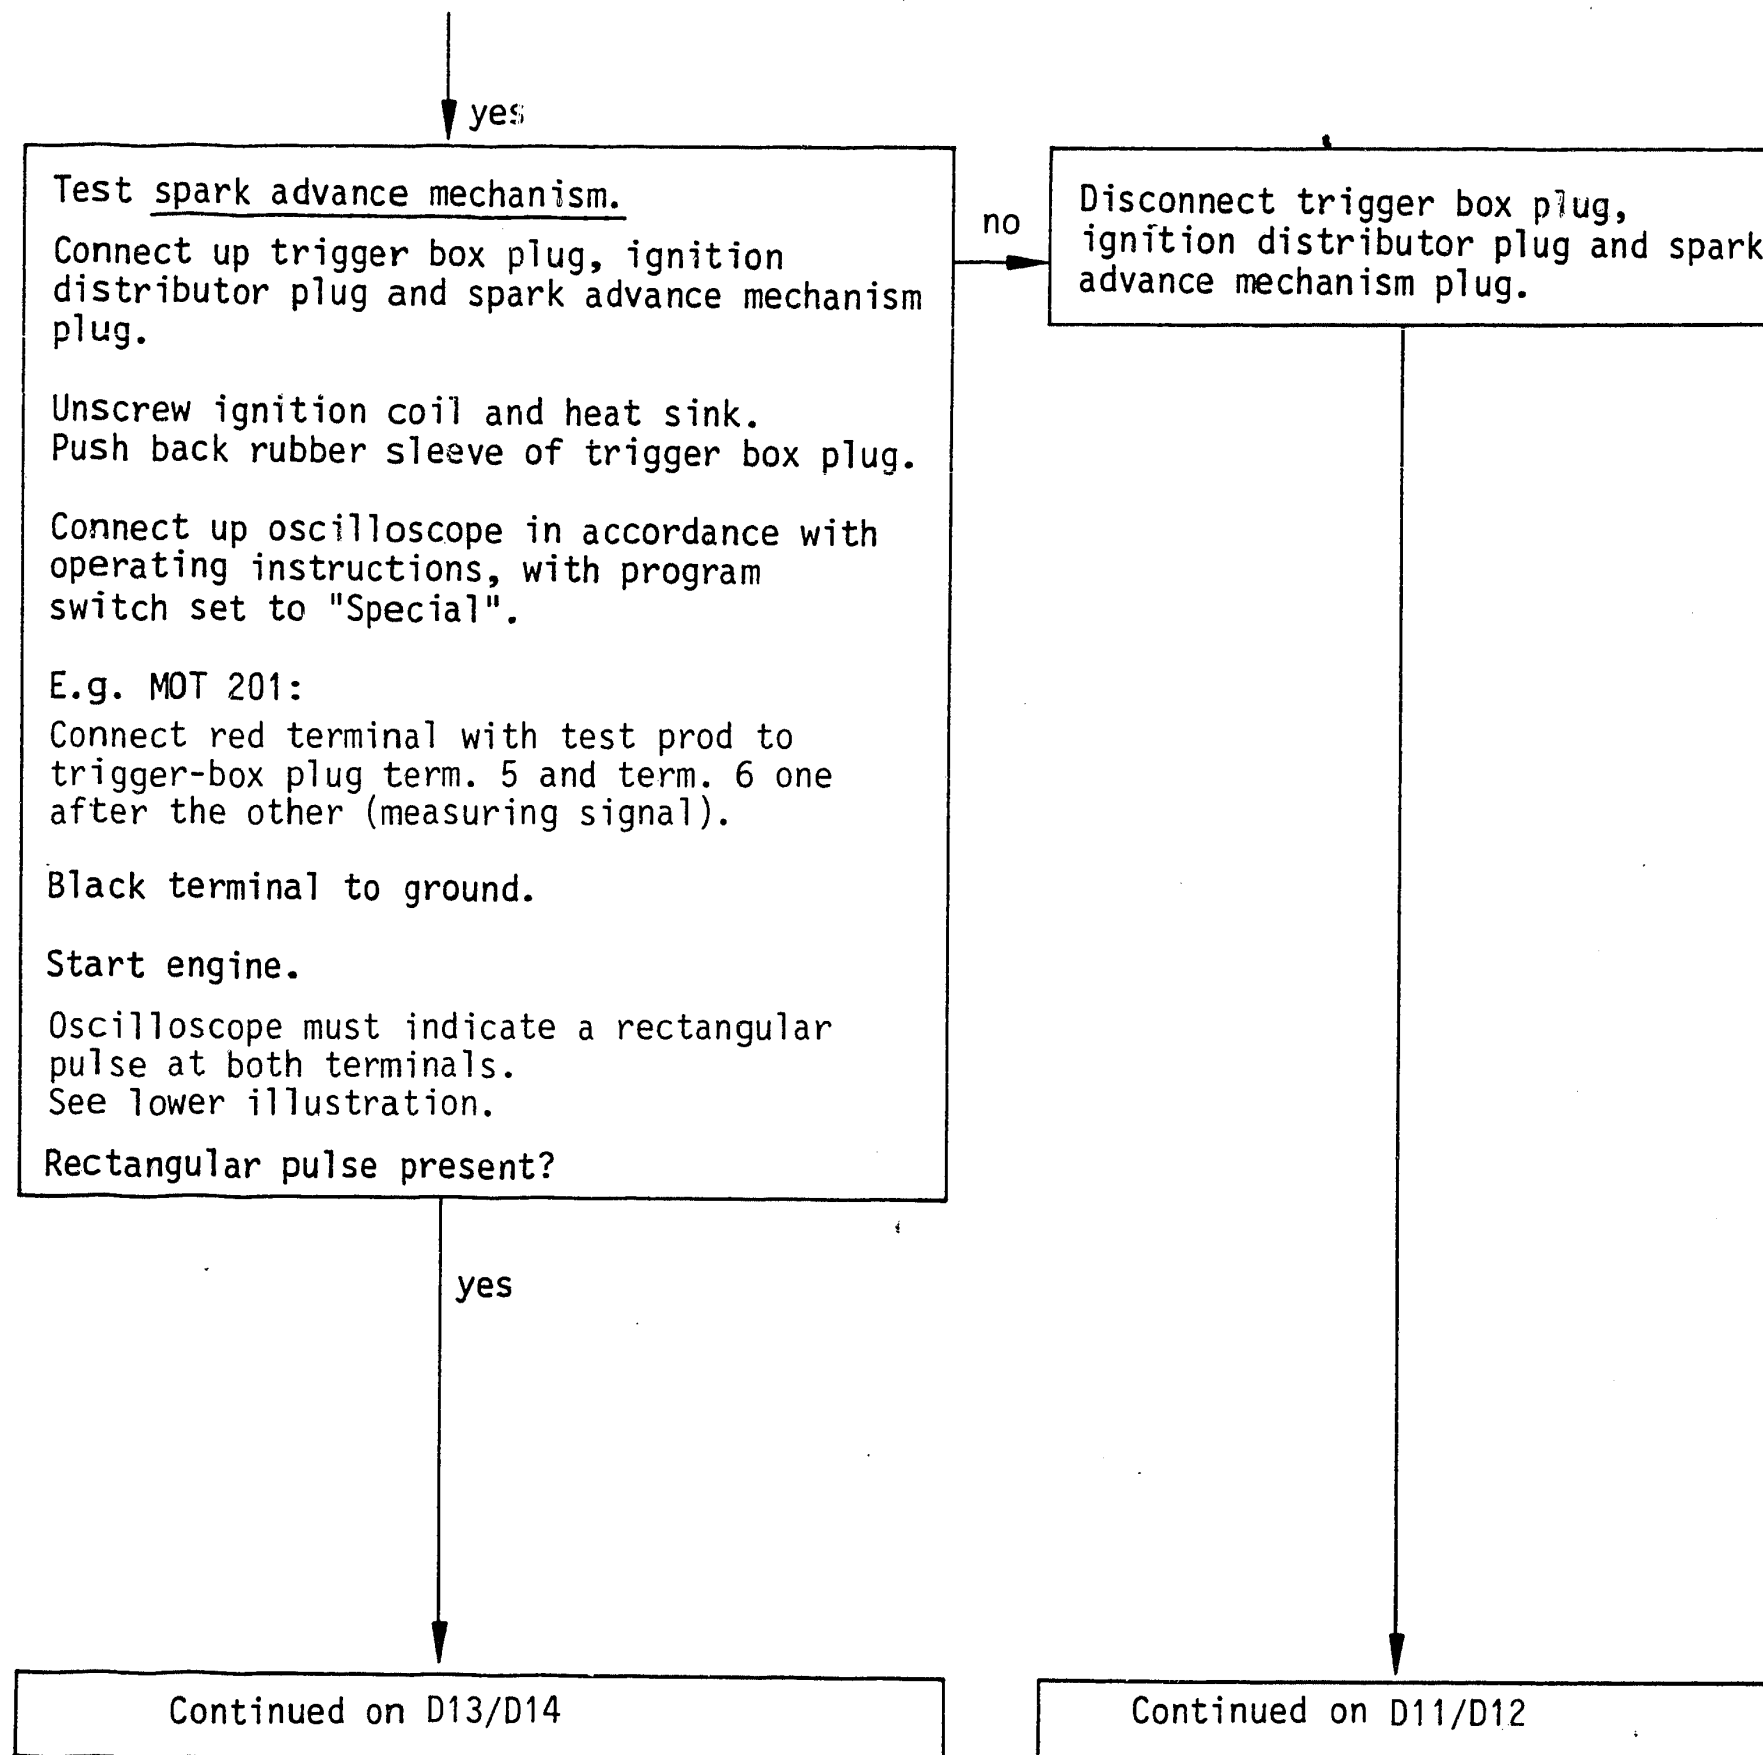 yes
Test spark advance mechanism.
Connect up trigger box plug, ignition
distributor plug and spark advance mechanism
plug.
Unscrew ignition coil and heat sink.
Push back rubber sleeve of trigger box plug.
Connect up oscilloscope in accordance with
operating instructions, with program
switch set to "Special".
E.g. MOT 201:
Connect red terminal with test prod to
trigger-box plug term. 5 and term. 6 one
after the other (measuring signal).
Black terminal to ground.
Start engine.
Oscilloscope must indicate a rectangular
pulse at both terminals.
See lower illustration.
Rectangular pulse present?
no
Disconnect trigger box plug,
ignition distributor plug and spark
advance mechanism plug.
yes
Continued on D13/D14
Continued on D11/D12